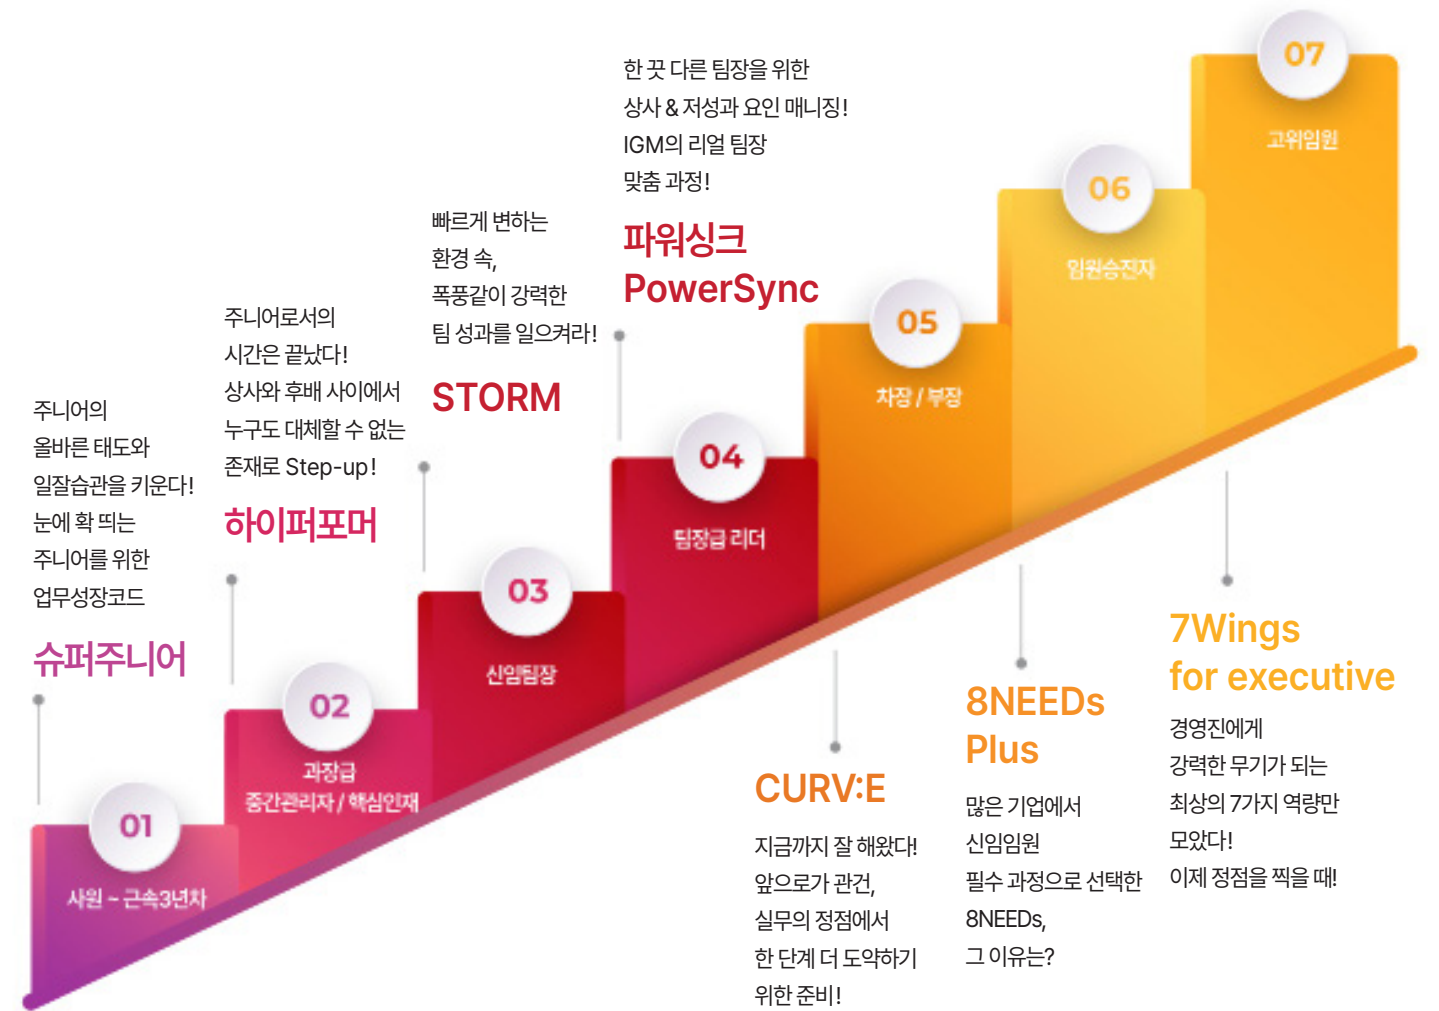 주니어의
올바른 태도와
일잘습관을 키운다!
눈에 확 띄는
주니어를 위한
업무성장코드
슈퍼주니어
01
사원 ~ 근속3년차
주니어로서의
시간은 끝났다!
상사와 후배 사이에서
누구도 대체할 수 없는
존재로 Step-up!
하이퍼포머
02
과장급
중간관리자 / 핵심인재
빠르게 변하는
환경 속,
폭풍같이 강력한
팀 성과를 일으켜라!
STORM
03
신임팀장
한 끗 다른 팀장을 위한
상사 & 저성과 요인 매니징!
IGM의 리얼 팀장
맞춤 과정!
파워싱크
PowerSync
04
팀장급 리더
05
차장 / 부장
CURV:E
지금까지 잘 해왔다!
앞으로가 관건,
실무의 정점에서
한 단계 더 도약하기
위한 준비!
06
임원승진자
8NEEDs
Plus
많은 기업에서
신임임원
필수 과정으로 선택한
8NEEDs,
그 이유는?
07
고위임원
7Wings
for executive
경영진에게
강력한 무기가 되는
최상의 7가지 역량만
모았다!
이제 정점을 찍을 때!